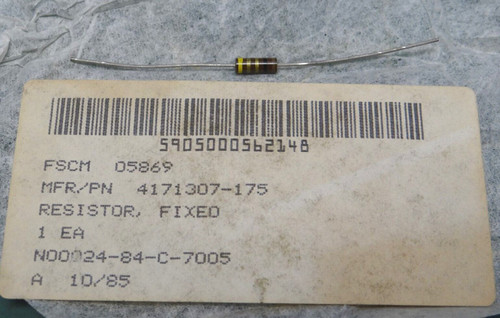 5905000562148
FSCM 05869
MFR/PN 4171307-175
RESISTOR, FIXED
1 EA
N00024-84-C-7005
A 10/85